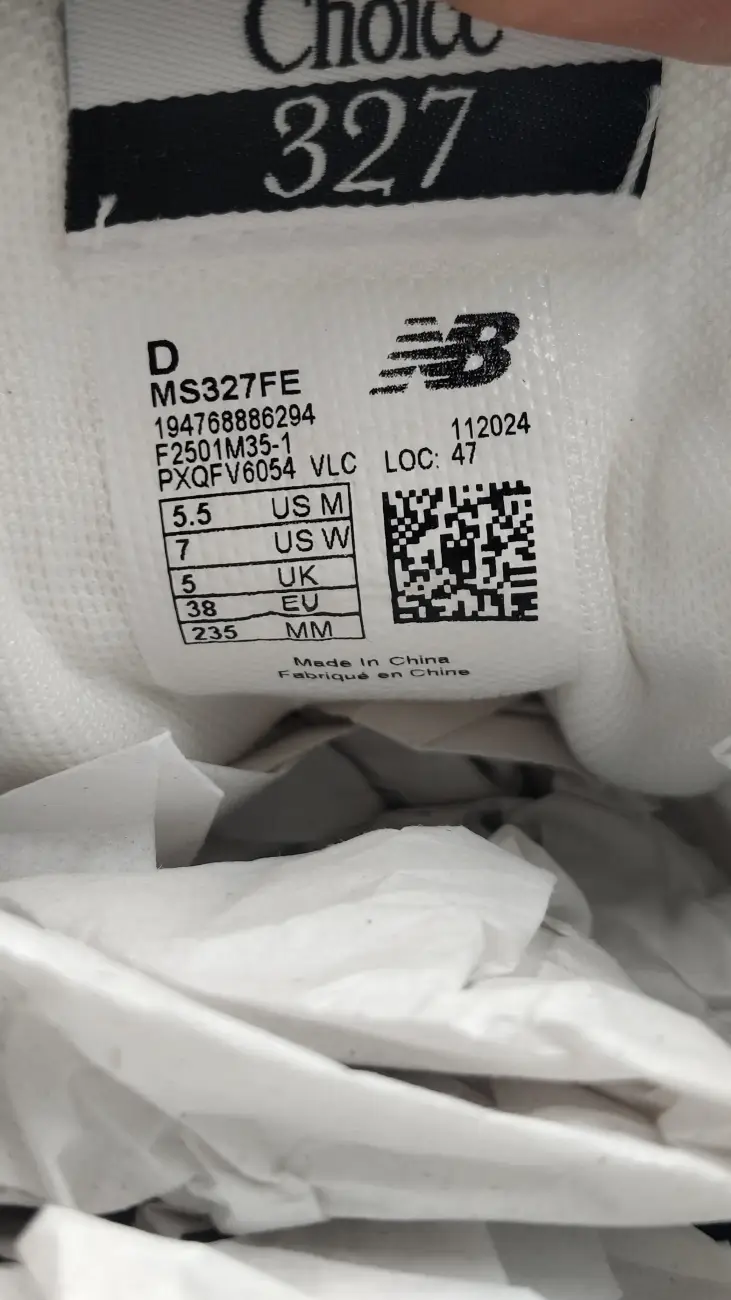 Choice
327
D
MS327FE
194768886294
F2501M35-1
PXQFV6054 VLC
NB
112024
LOC: 47
5.5 US M
7 US W
5 UK
38 EU
235 MM
Made In China
Fabriqué en Chine